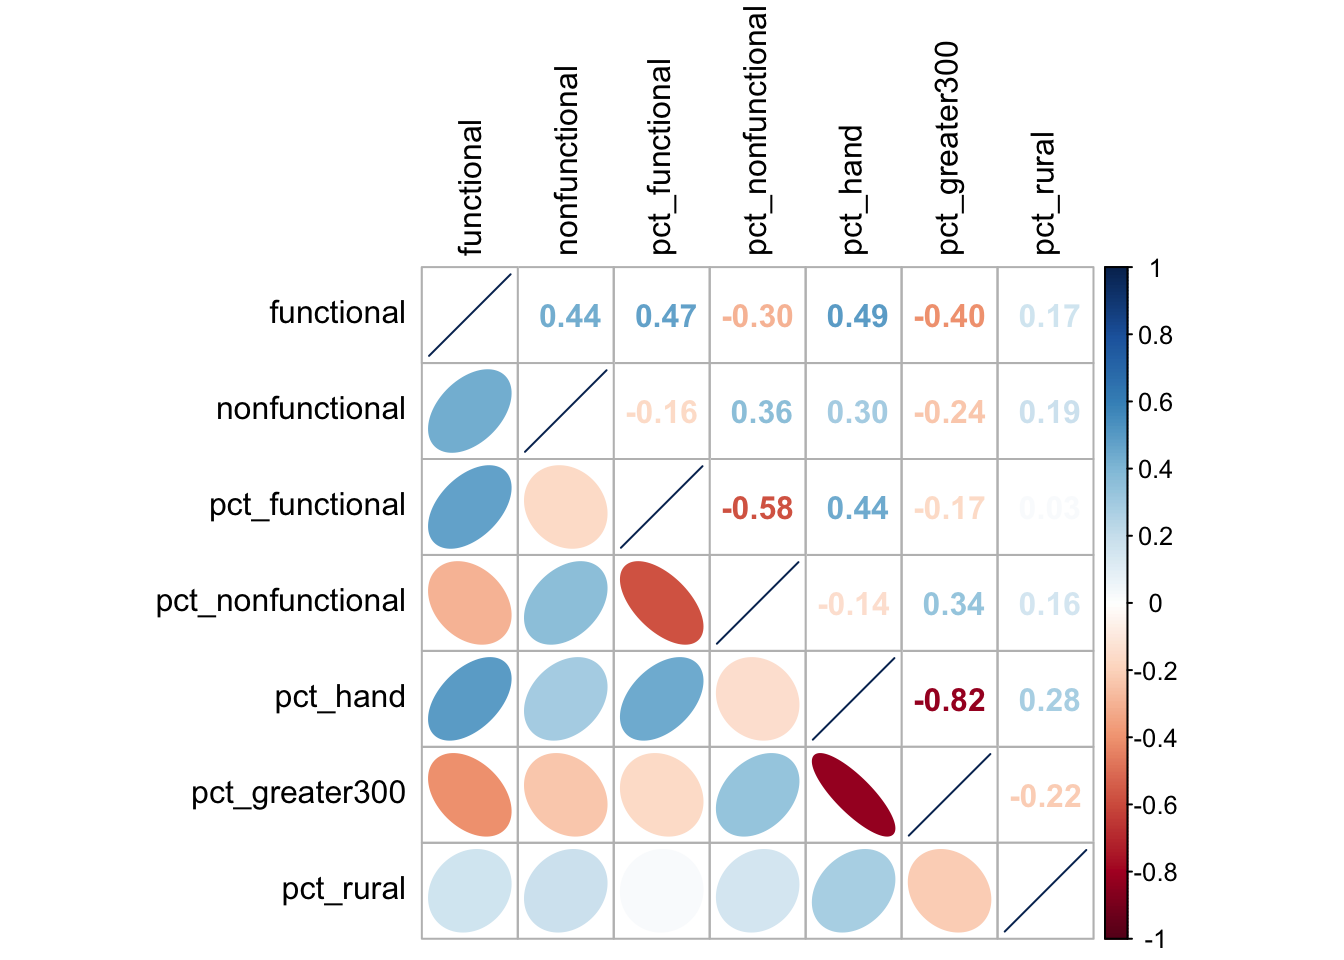 functional
nonfunctional
pct_functional
pct_nonfunctional
pct_hand
pct_greater300
pct_rural
functional 0.44 0.47 -0.30 0.49 -0.40 0.17
nonfunctional -0.16 0.36 0.30 -0.24 0.19
pct_functional -0.58 0.44 -0.17 0.03
pct_nonfunctional -0.14 0.34 0.16
pct_hand -0.82 0.28
pct_greater300 -0.22
pct_rural
1
0.8
0.6
0.4
0.2
0
-0.2
-0.4
-0.6
-0.8
-1